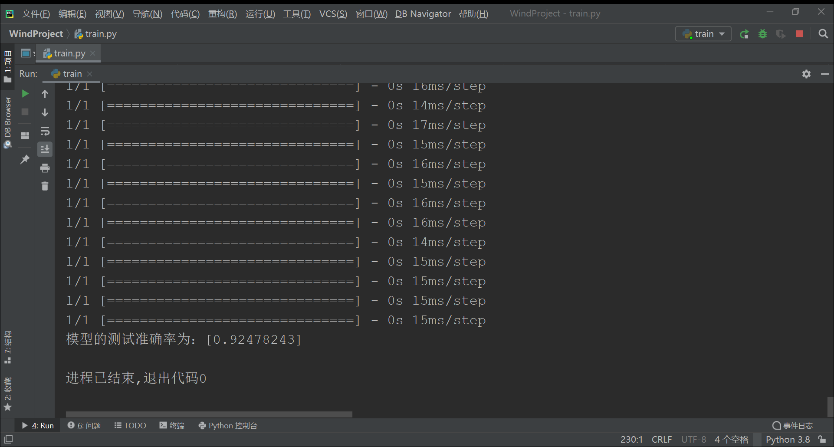 文件(F) 编辑(E) 视图(V) 导航(N) 代码(C) 重构(R) 运行(U) 工具(T) VCS(S) 窗口(W) DB Navigator 帮助(H) WindProject - train.py
WindProject train.py train
train.py
Run: train
1/1 [==============================] - 0s 16ms/step
1/1 [==============================] - 0s 14ms/step
1/1 [==============================] - 0s 17ms/step
1/1 [==============================] - 0s 15ms/step
1/1 [==============================] - 0s 16ms/step
1/1 [==============================] - 0s 15ms/step
1/1 [==============================] - 0s 16ms/step
1/1 [==============================] - 0s 16ms/step
1/1 [==============================] - 0s 14ms/step
1/1 [==============================] - 0s 15ms/step
1/1 [==============================] - 0s 15ms/step
1/1 [==============================] - 0s 15ms/step
1/1 [==============================] - 0s 15ms/step
模型的测试准确率为：[0.92478243]
进程已结束,退出代码0
DB Browser
7: 结构
4: Run 6: 问题 TODO 终端 Python 控制台 事件日志
230:1 CRLF UTF-8 4 个空格 Python 3.8